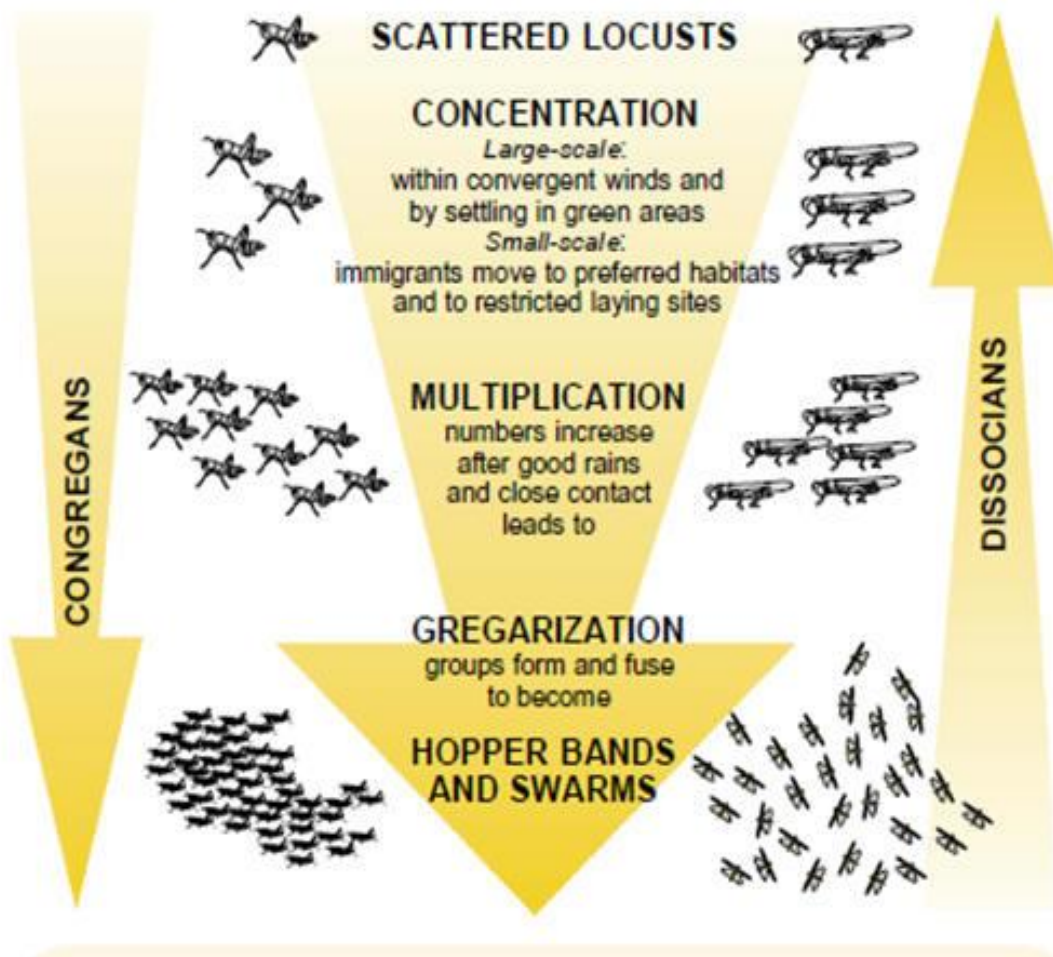 SCATTERED LOCUSTS
CONCENTRATION
Large-scale:
within convergent winds and
by settling in green areas
Small-scale:
immigrants move to preferred habitats
and to restricted laying sites
CONGREGANS
MULTIPLICATION
numbers increase
after good rains
and close contact
leads to
DISSOCIANS
GREGARIZATION
groups form and fuse
to become
HOPPER BANDS
AND SWARMS